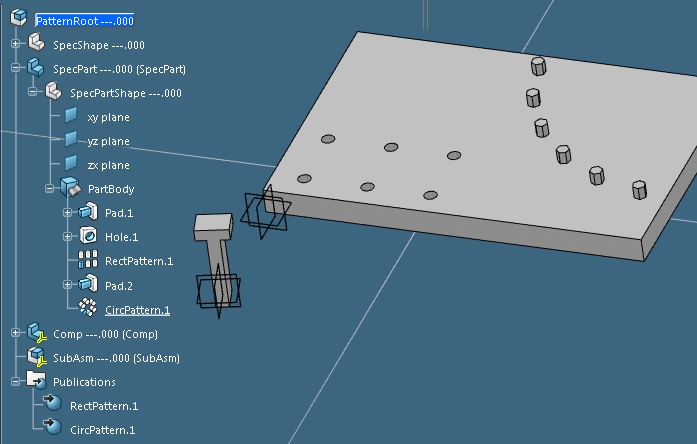 PatternRoot ---.000
SpecShape ---.000
SpecPart ---.000 (SpecPart)
SpecPartShape ---.000
xy plane
yz plane
zx plane
PartBody
Pad.1
Hole.1
RectPattern.1
Pad.2
CircPattern.1
Comp ---.000 (Comp)
SubAsm ---.000 (SubAsm)
Publications
RectPattern.1
CircPattern.1